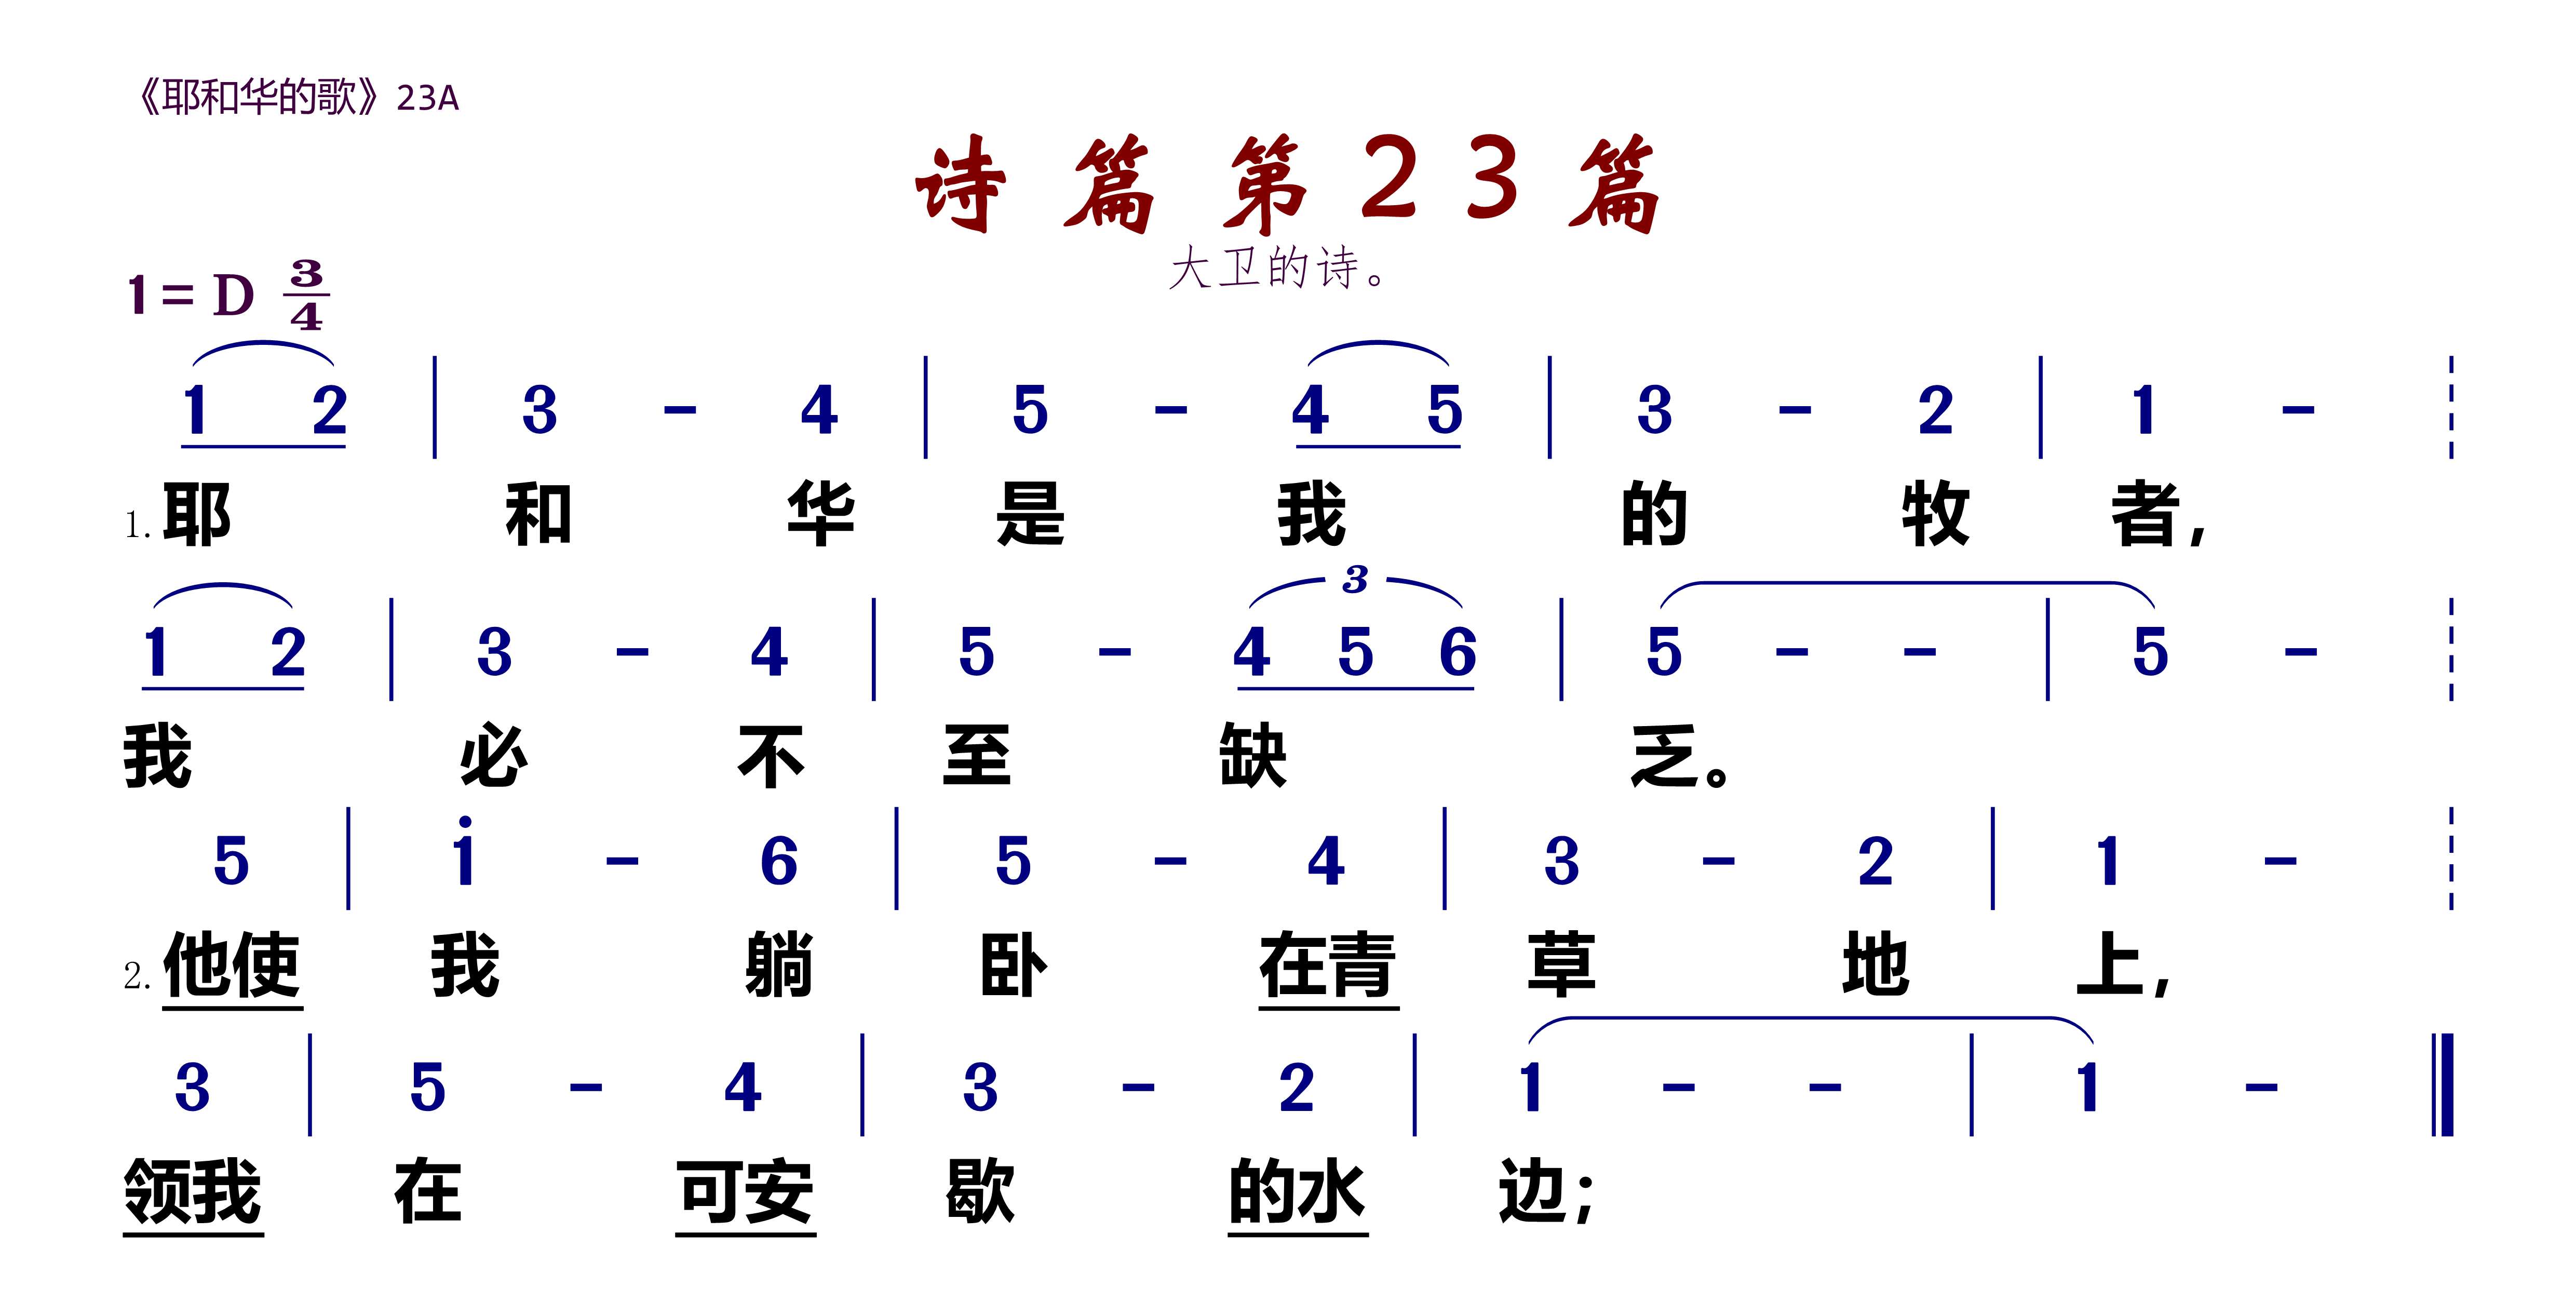 《耶和华的歌》23A
诗篇第23篇
大卫的诗。
1= D 3/4
1 2 | 3 - 4 | 5 - 4 5 | 3 - 2 | 1 - ¦
1. 耶 和 华 是 我 的 牧 者,
3
1 2 | 3 - 4 | 5 - 4 5 6 | 5 - - | 5 - ¦
我 必 不 至 缺 乏。
5 | i - 6 | 5 - 4 | 3 - 2 | 1 - ¦
2. 他使 我 躺 卧 在青 草 地 上,
3 | 5 - 4 | 3 - 2 | 1 - - | 1 - ‖
领我 在 可安 歇 的水 边;